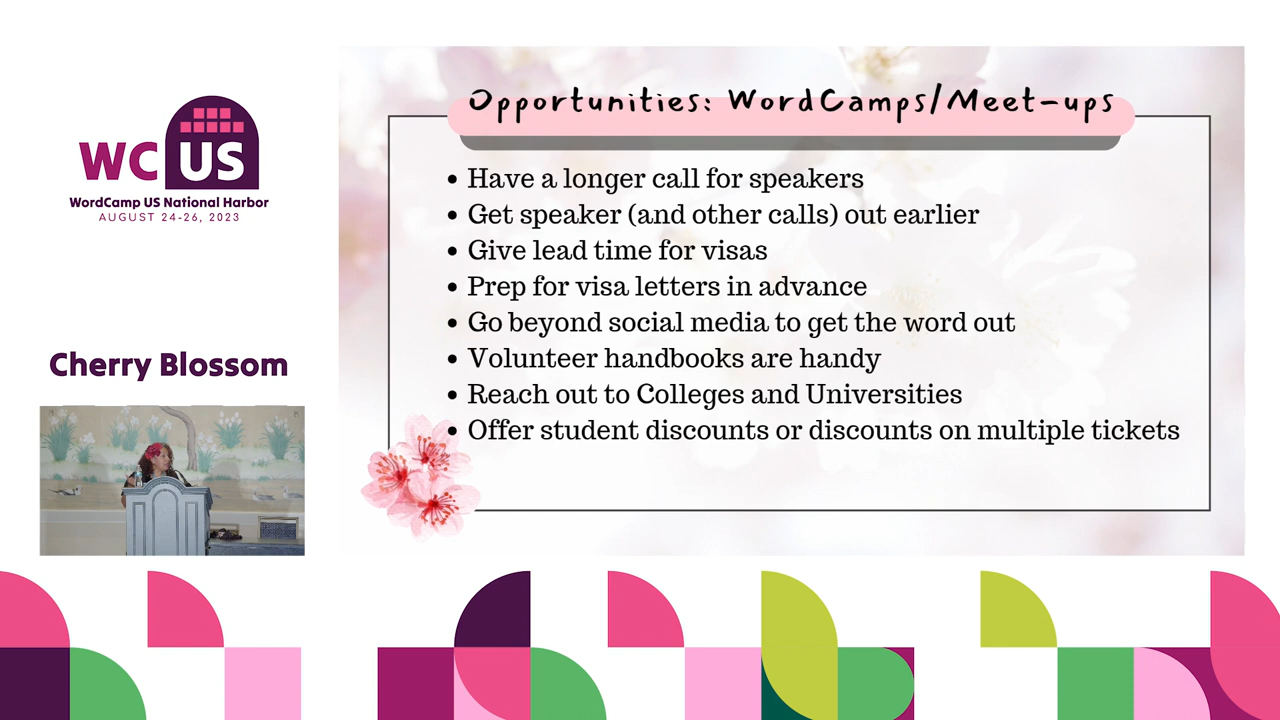 WC US
WordCamp US National Harbor
AUGUST 24-26, 2023
Cherry Blossom
Opportunities: WordCamps/Meet-ups
• Have a longer call for speakers
• Get speaker (and other calls) out earlier
• Give lead time for visas
• Prep for visa letters in advance
• Go beyond social media to get the word out
• Volunteer handbooks are handy
• Reach out to Colleges and Universities
• Offer student discounts or discounts on multiple tickets